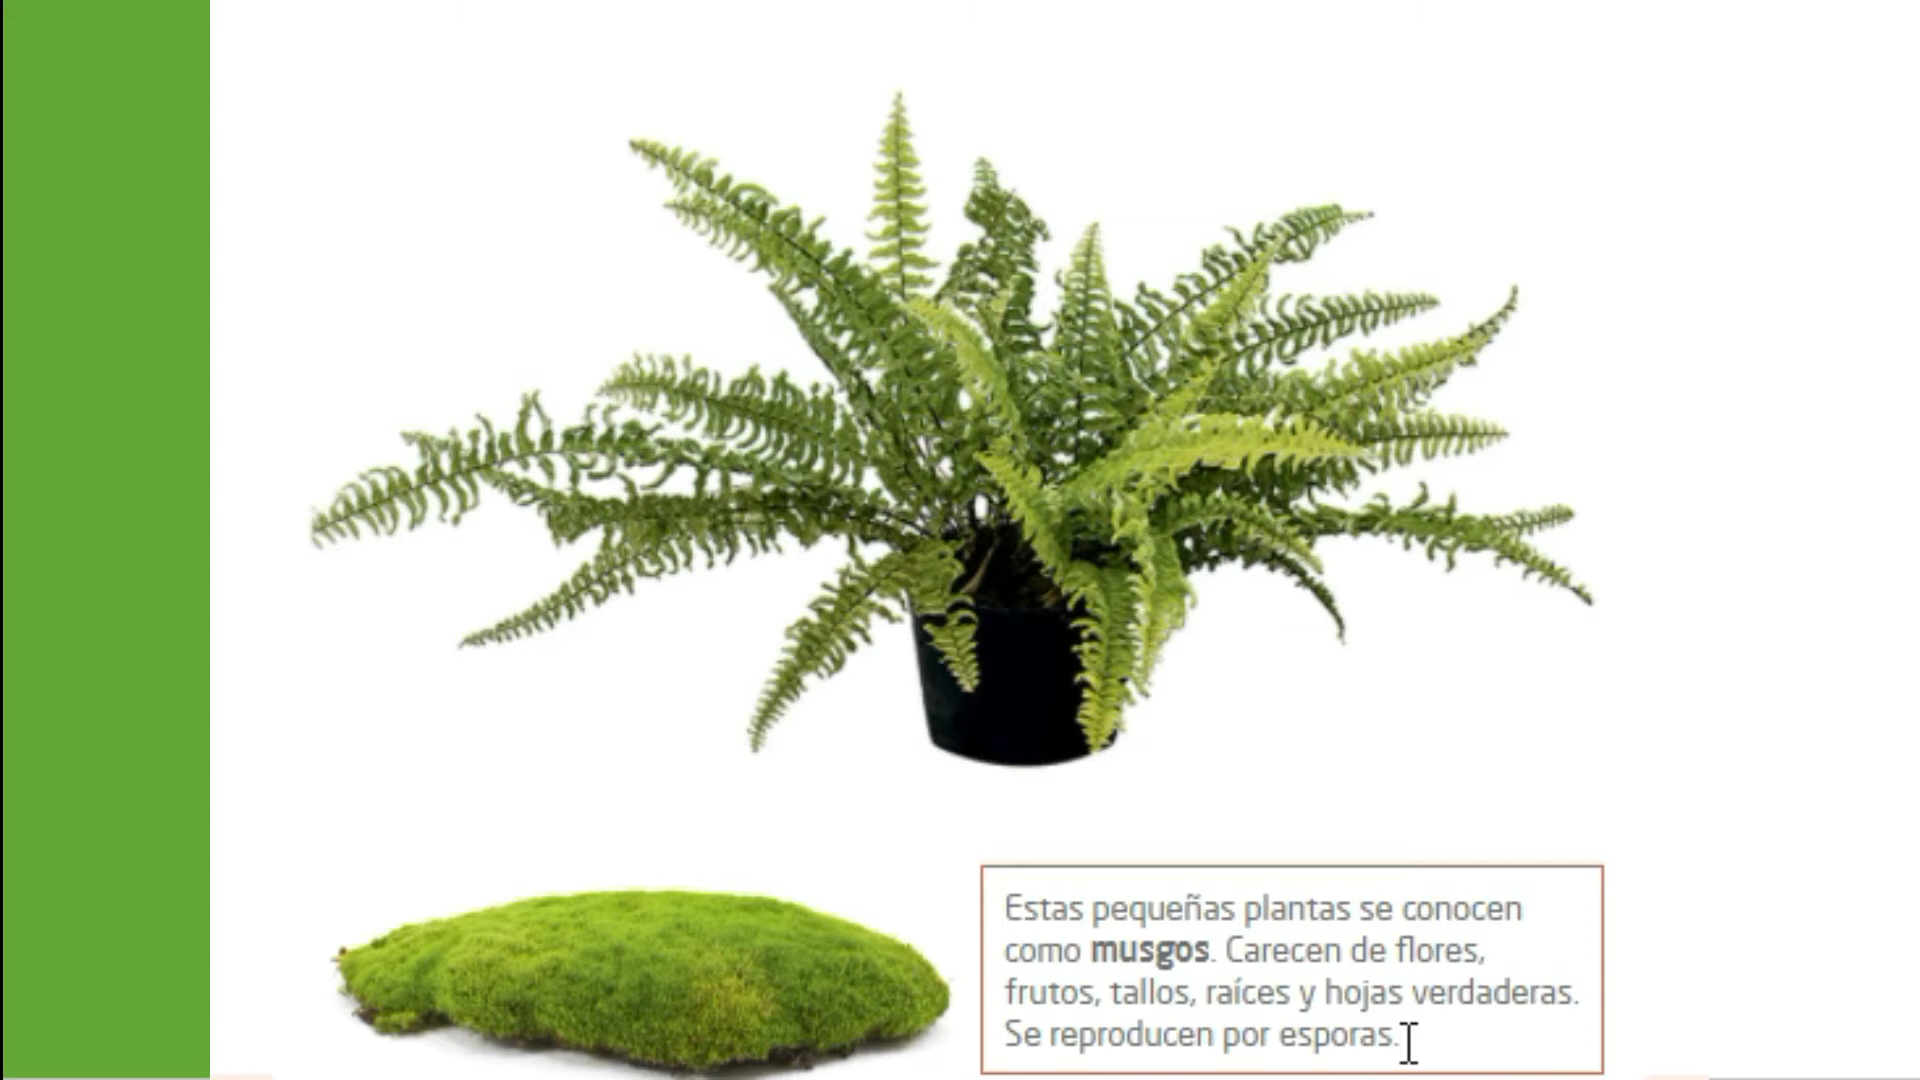 Estas pequeñas plantas se conocen
como musgos. Carecen de flores,
frutos, tallos, raíces y hojas verdaderas.
Se reproducen por esporas.